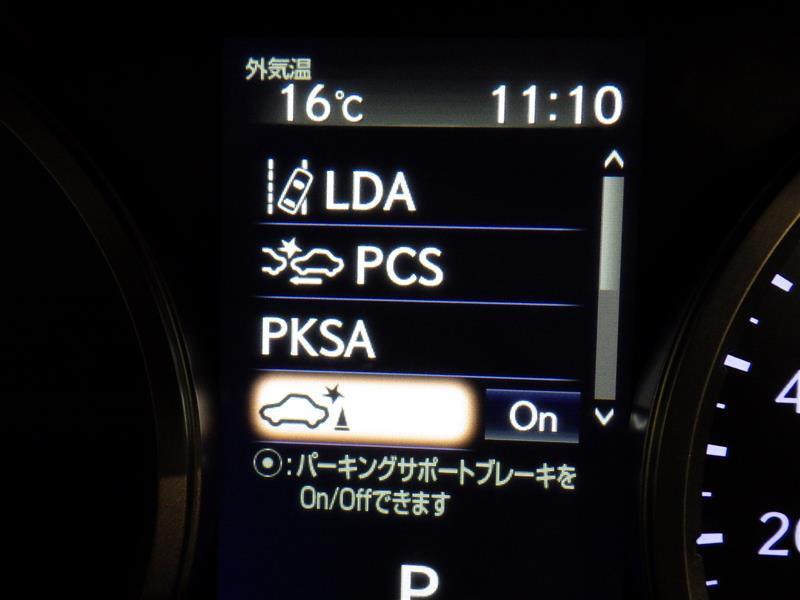 外気温
16℃ 11:10
LDA
PCS
PKSA
On
⦿:パーキングサポートブレーキを
On/Offできます
P